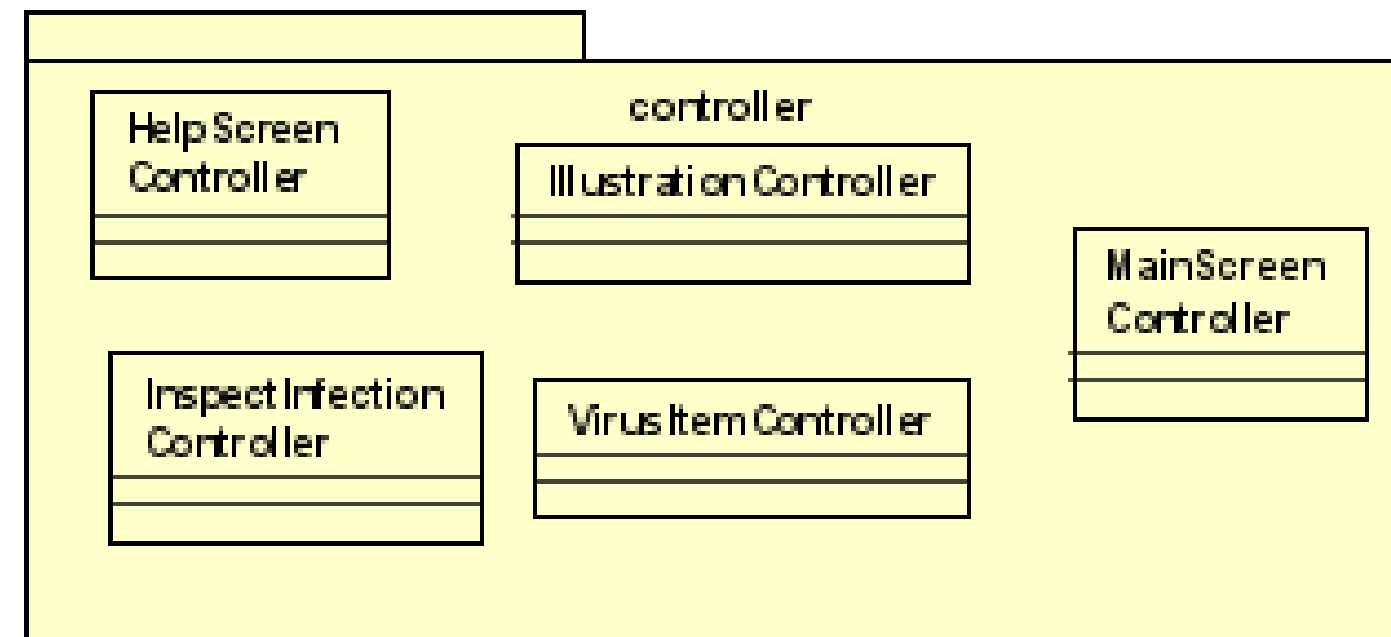 controller
HelpScreen
Controller
IllustrationController
MainScreen
Controller
InspectInfection
Controller
VirusItemController